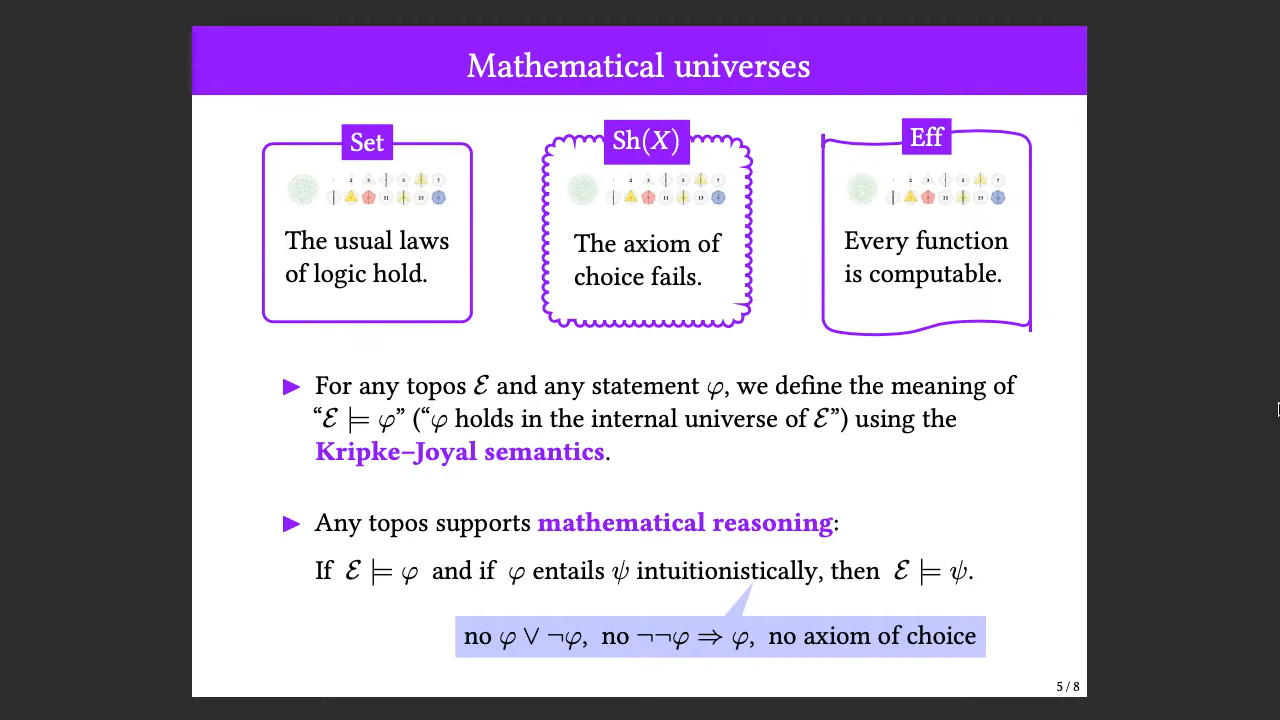 Mathematical universes
Set
Sh(X)
Eff
The usual laws
of logic hold.
The axiom of
choice fails.
Every function
is computable.
▶ For any topos ℰ and any statement φ, we define the meaning of
“ℰ ⊨ φ” (“φ holds in the internal universe of ℰ”) using the
Kripke–Joyal semantics.
▶ Any topos supports mathematical reasoning:
If ℰ ⊨ φ and if φ entails ψ intuitionistically, then ℰ ⊨ ψ.
no φ ∨ ¬φ, no ¬¬φ ⇒ φ, no axiom of choice
5 / 8